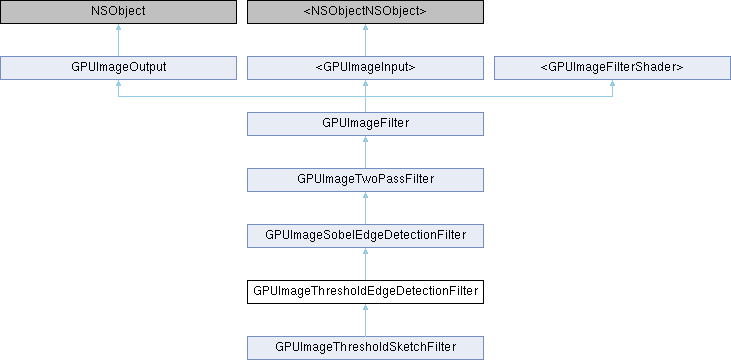 NSObject
<NSObjectNSObject>
GPUImageOutput
<GPUImageInput>
<GPUImageFilterShader>
GPUImageFilter
GPUImageTwoPassFilter
GPUImageSobelEdgeDetectionFilter
GPUImageThresholdEdgeDetectionFilter
GPUImageThresholdSketchFilter